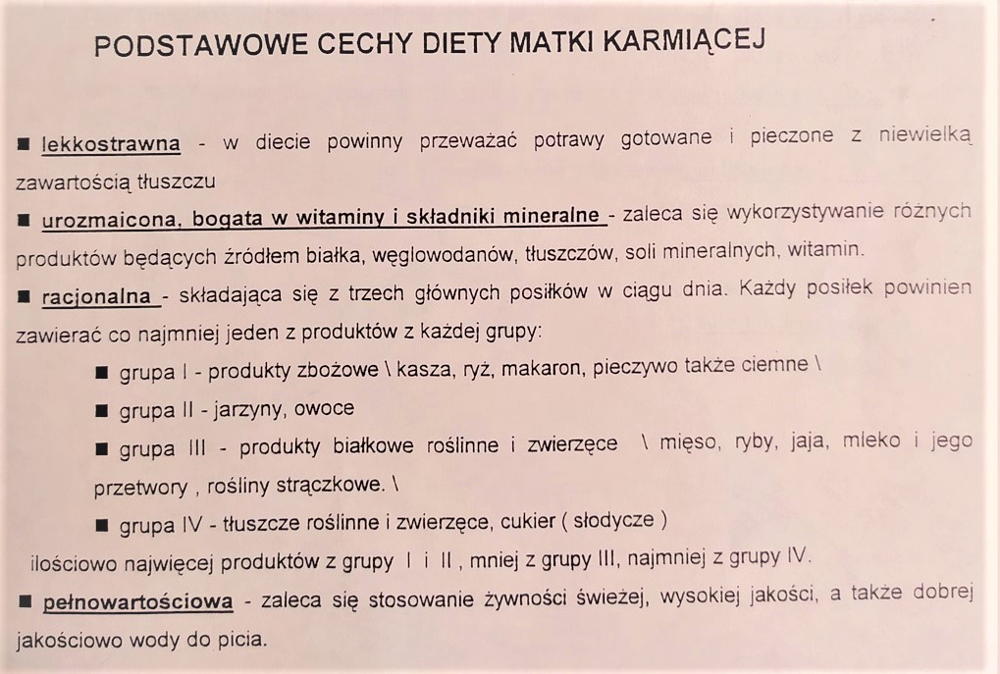 PODSTAWOWE CECHY DIETY MATKI KARMIĄCEJ
■ lekkostrawna - w diecie powinny przeważać potrawy gotowane i pieczone z niewielką
zawartością tłuszczu
■ urozmaicona, bogata w witaminy i składniki mineralne - zaleca się wykorzystywanie różnych
produktów będących źródłem białka, węglowodanów, tłuszczów, soli mineralnych, witamin.
■ racjonalna - składająca się z trzech głównych posiłków w ciągu dnia. Każdy posiłek powinien
zawierać co najmniej jeden z produktów z każdej grupy:
■ grupa I - produkty zbożowe \ kasza, ryż, makaron, pieczywo także ciemne \
■ grupa II - jarzyny, owoce
■ grupa III - produkty białkowe roślinne i zwierzęce \ mięso, ryby, jaja, mleko i jego
przetwory , rośliny strączkowe. \
■ grupa IV - tłuszcze roślinne i zwierzęce, cukier ( słodycze )
ilościowo najwięcej produktów z grupy I i II , mniej z grupy III, najmniej z grupy IV.
■ pełnowartościowa - zaleca się stosowanie żywności świeżej, wysokiej jakości, a także dobrej
jakościowo wody do picia.